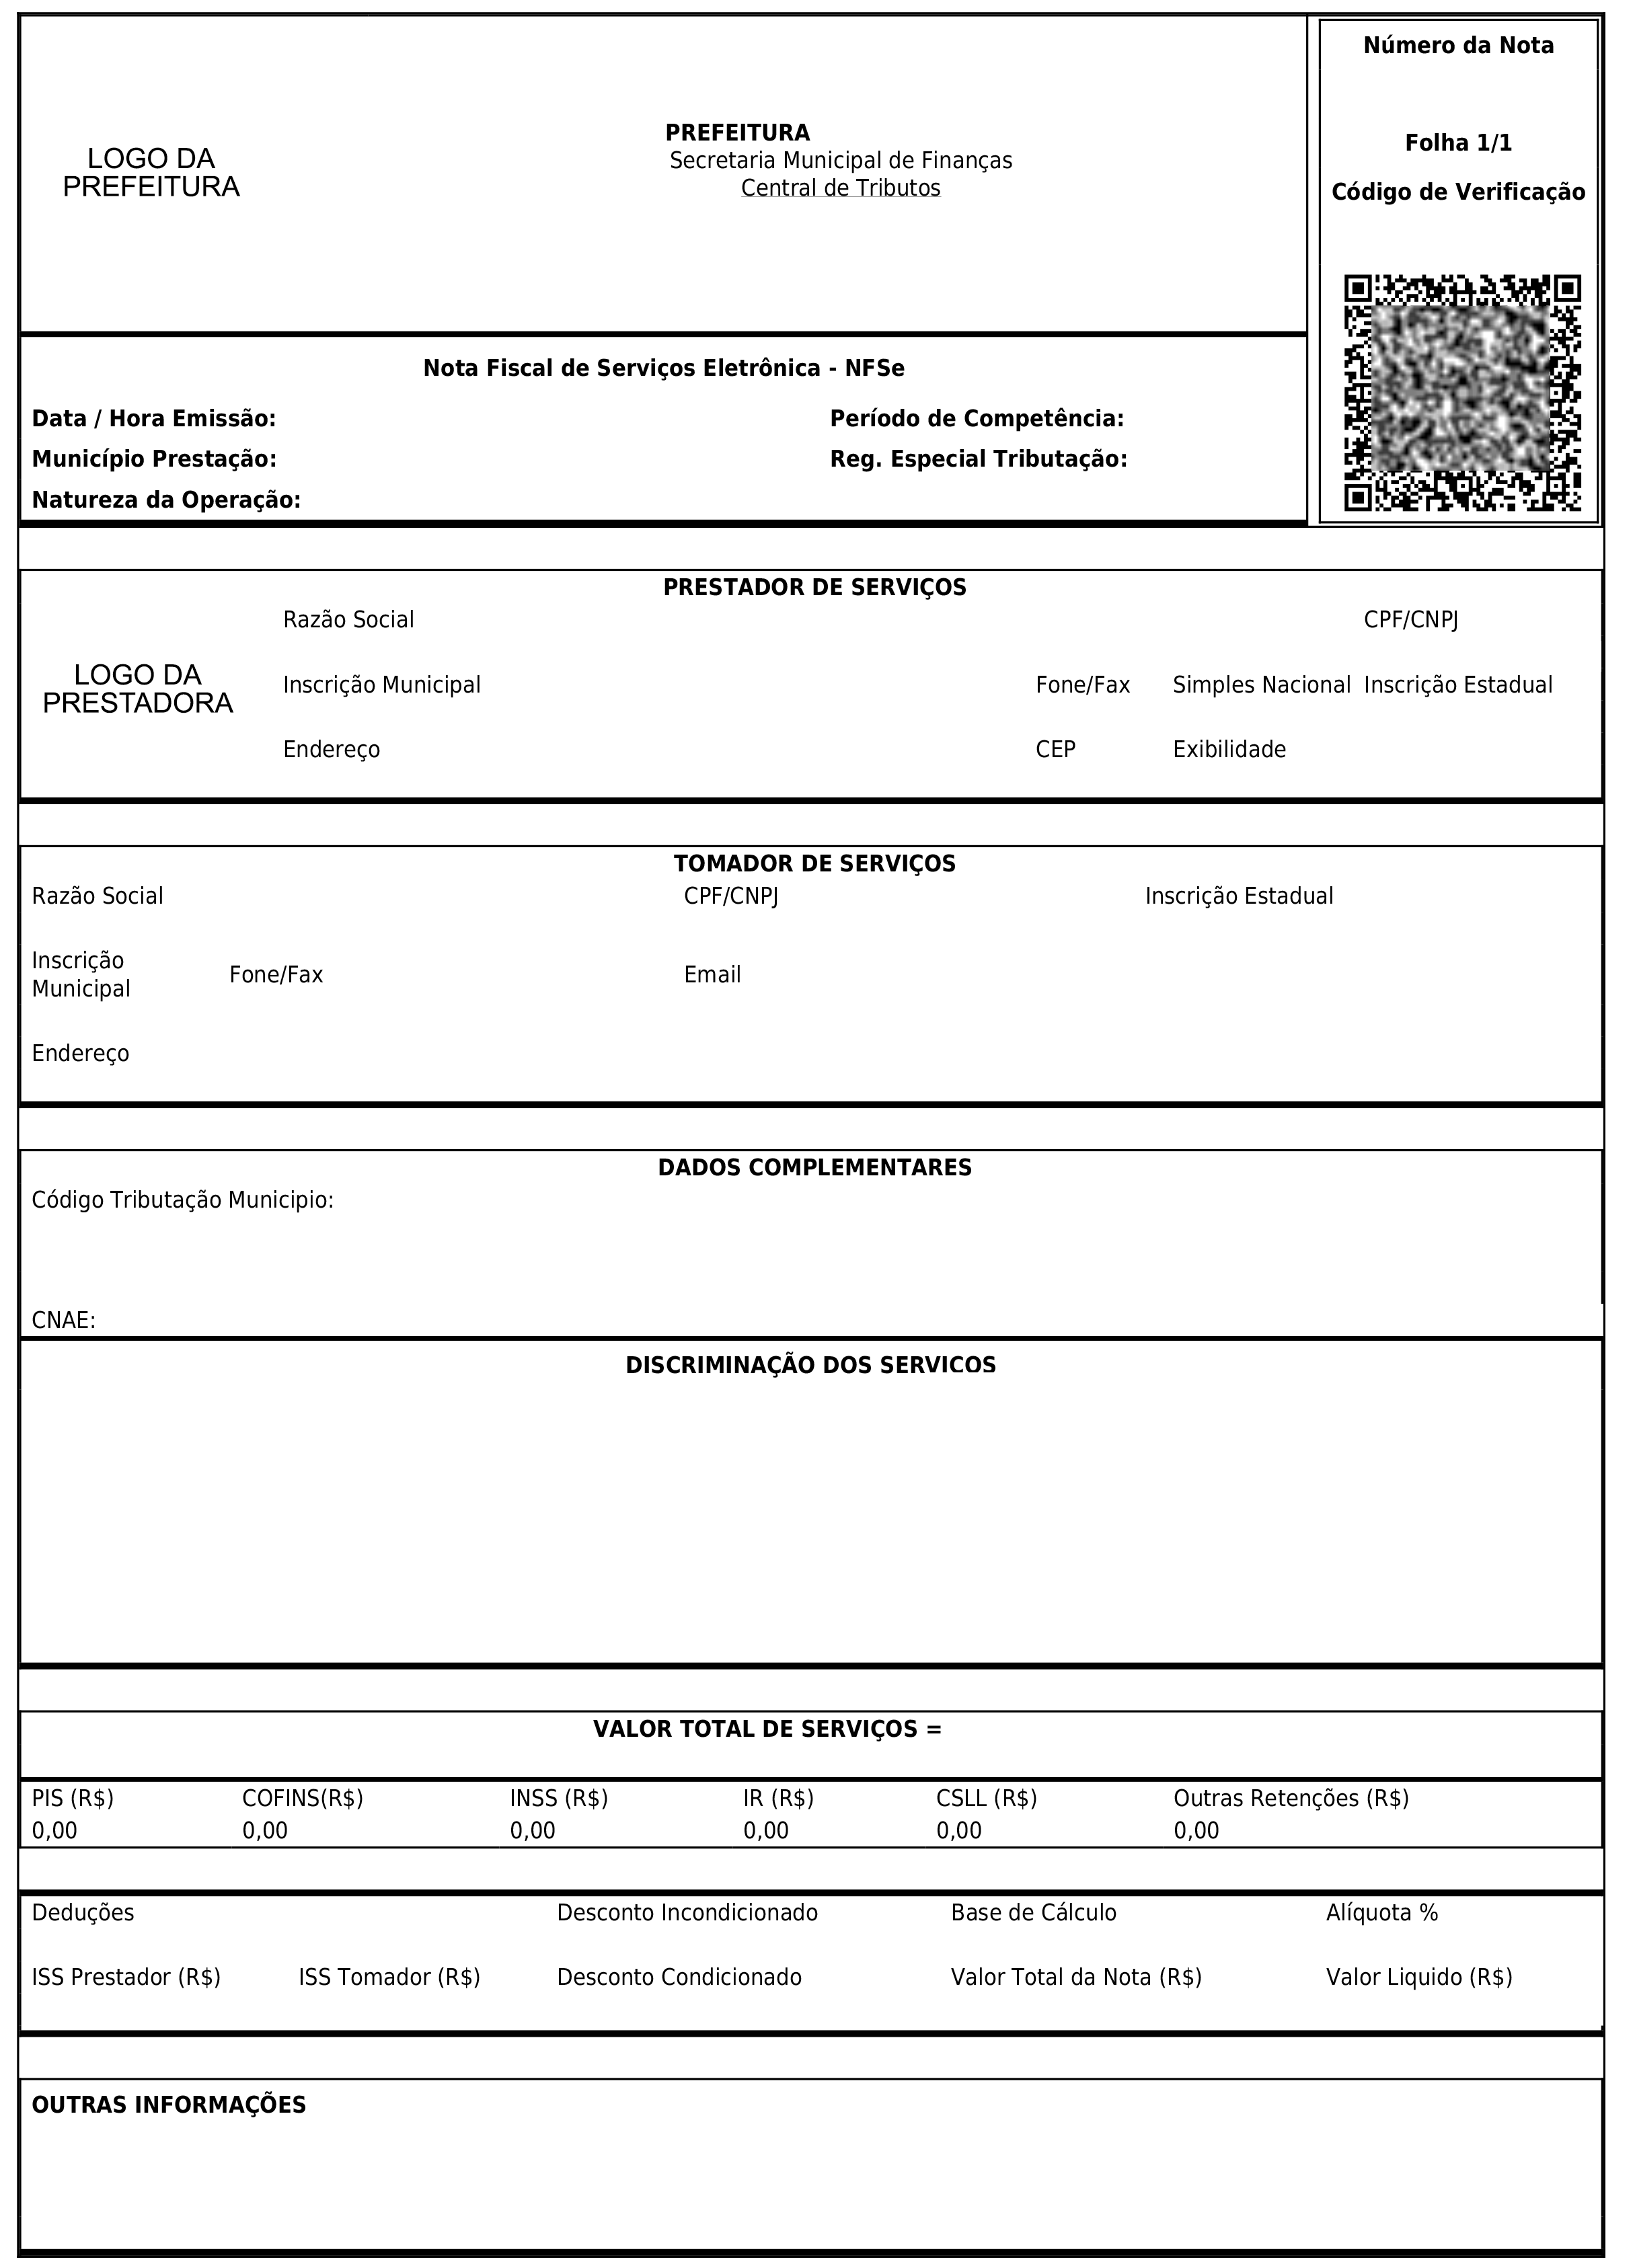 LOGO DA
PREFEITURA
PREFEITURA
Secretaria Municipal de Finanças
Central de Tributos
Número da Nota
Folha 1/1
Código de Verificação
Nota Fiscal de Serviços Eletrônica - NFSe
Data / Hora Emissão: Período de Competência:
Município Prestação: Reg. Especial Tributação:
Natureza da Operação:
PRESTADOR DE SERVIÇOS
LOGO DA
PRESTADORA
Razão Social CPF/CNPJ
Inscrição Municipal Fone/Fax Simples Nacional Inscrição Estadual
Endereço CEP Exibilidade
TOMADOR DE SERVIÇOS
Razão Social CPF/CNPJ Inscrição Estadual
Inscrição
Municipal Fone/Fax Email
Endereço
DADOS COMPLEMENTARES
Código Tributação Municipio:
CNAE:
DISCRIMINAÇÃO DOS SERVICOS
VALOR TOTAL DE SERVIÇOS =
PIS (R$) COFINS(R$) INSS (R$) IR (R$) CSLL (R$) Outras Retenções (R$)
0,00 0,00 0,00 0,00 0,00 0,00
Deduções Desconto Incondicionado Base de Cálculo Alíquota %
ISS Prestador (R$) ISS Tomador (R$) Desconto Condicionado Valor Total da Nota (R$) Valor Liquido (R$)
OUTRAS INFORMAÇÕES